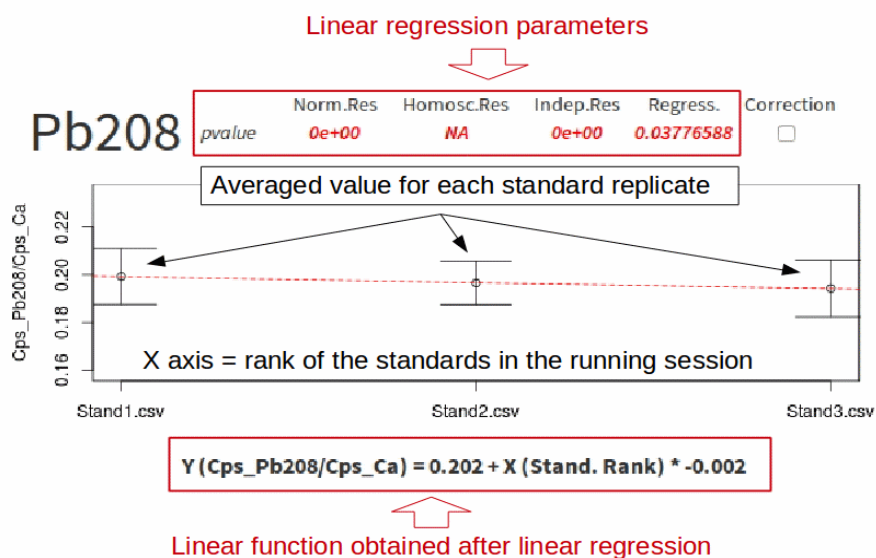 Linear regression parameters
Pb208
Norm.Res Homosc.Res Indep.Res Regress. Correction
pvalue 0e+00 NA 0e+00 0.03776588
Averaged value for each standard replicate
Cps_Pb208/Cps_Ca
0.22
0.20
0.18
0.16
X axis = rank of the standards in the running session
Stand1.csv Stand2.csv Stand3.csv
Y (Cps_Pb208/Cps_Ca) = 0.202 + X (Stand. Rank) * -0.002
Linear function obtained after linear regression